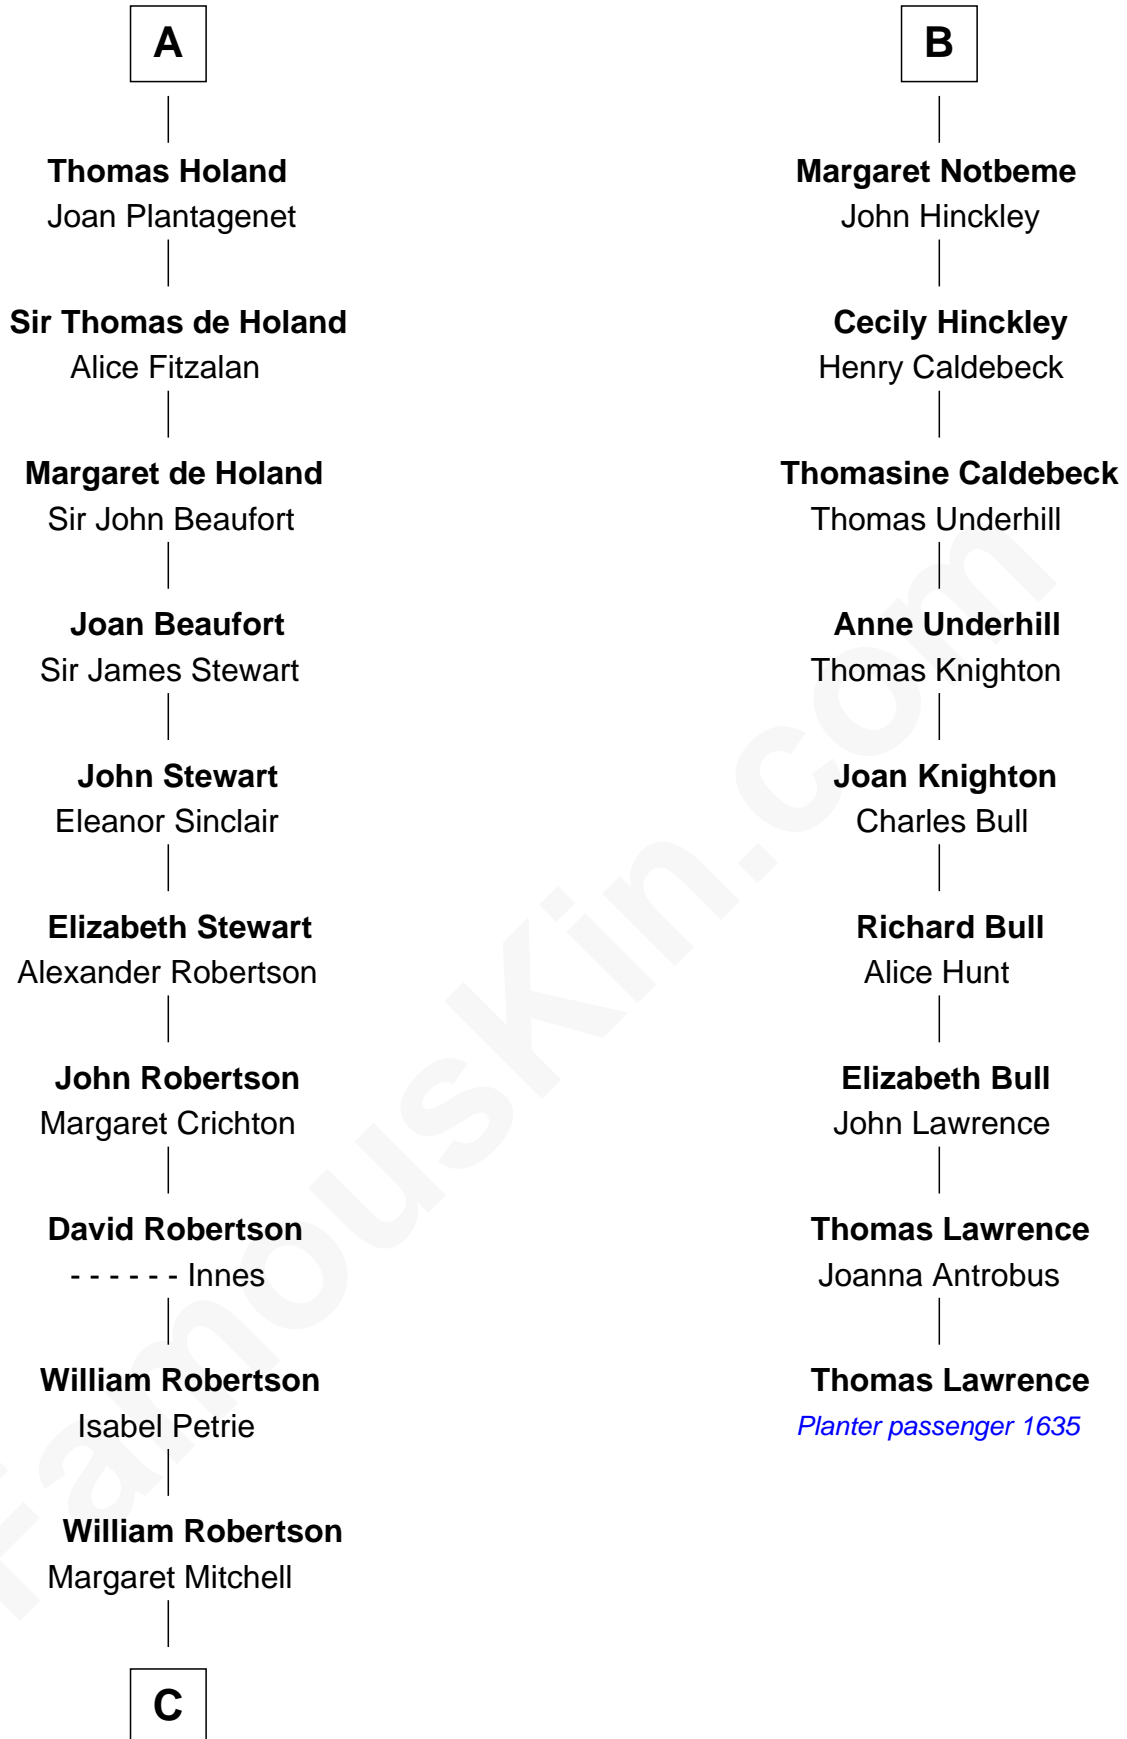 A
Thomas Holand
Joan Plantagenet
Sir Thomas de Holand
Alice Fitzalan
Margaret de Holand
Sir John Beaufort
Joan Beaufort
Sir James Stewart
John Stewart
Eleanor Sinclair
Elizabeth Stewart
Alexander Robertson
John Robertson
Margaret Crichton
David Robertson
- - - - - - Innes
William Robertson
Isabel Petrie
William Robertson
Margaret Mitchell
C
B
Margaret Notbeme
John Hinckley
Cecily Hinckley
Henry Caldebeck
Thomasine Caldebeck
Thomas Underhill
Anne Underhill
Thomas Knighton
Joan Knighton
Charles Bull
Richard Bull
Alice Hunt
Elizabeth Bull
John Lawrence
Thomas Lawrence
Joanna Antrobus
Thomas Lawrence
Planter passenger 1635
FamousKin.com